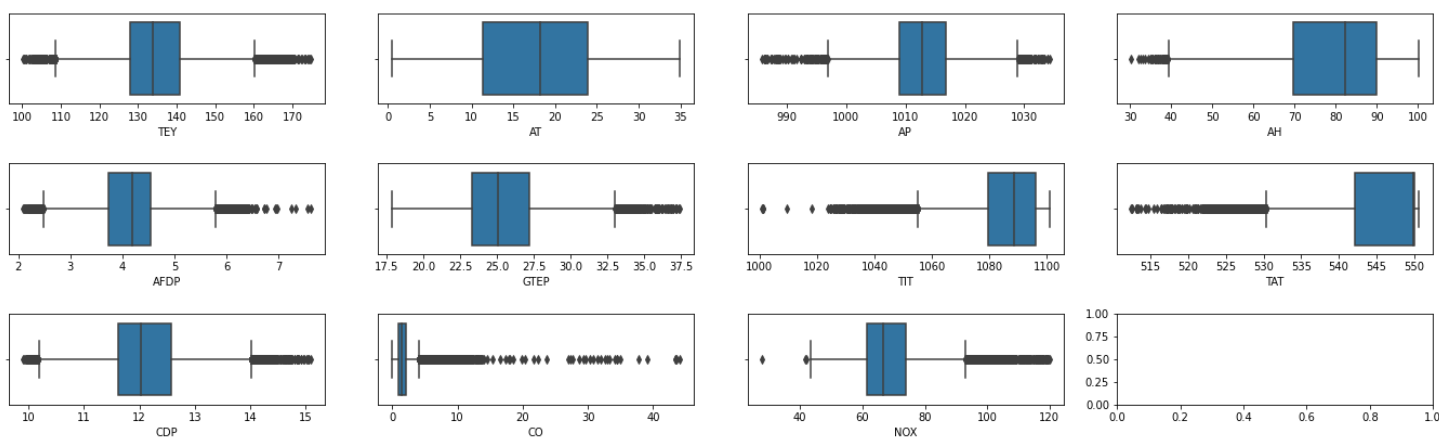 100 110 120 130 140 150 160 170
TEY
0 5 10 15 20 25 30 35
AT
990 1000 1010 1020 1030
AP
30 40 50 60 70 80 90 100
AH
2 3 4 5 6 7
AFDP
17.5 20.0 22.5 25.0 27.5 30.0 32.5 35.0 37.5
GTEP
1000 1020 1040 1060 1080 1100
TIT
515 520 525 530 535 540 545 550
TAT
10 11 12 13 14 15
CDP
0 10 20 30 40
CO
40 60 80 100 120
NOX
1.00
0.75
0.50
0.25
0.00
0.0 0.2 0.4 0.6 0.8 1.0